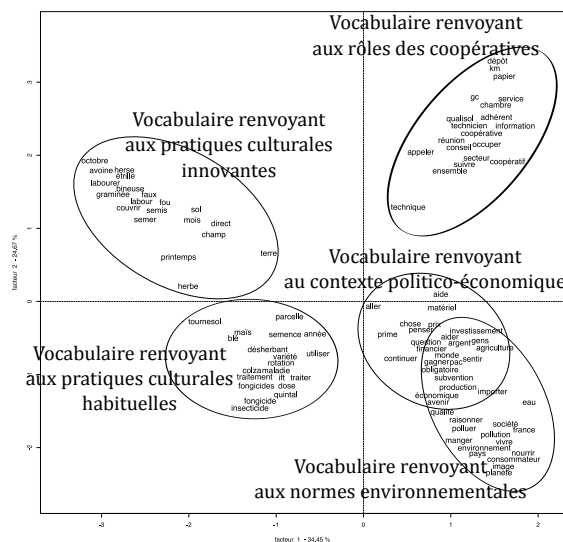 Vocabulaire renvoyant
aux rôles des coopératives
dépôt
km
papier
gc
service
chambre
qualisol
adhérent
technicien
information
coopérative
réunion
occuper
conseil
appeler
secteur
coopératif
suivre
ensemble
technique
Vocabulaire renvoyant
aux pratiques culturales
innovantes
octobre
avoine
herse
étrille
labourer
bineuse
graminée
faux
labour
fou
couvrir
semis
sol
semer
mois
direct
champ
printemps
terre
herbe
Vocabulaire renvoyant
au contexte politico-économique
aide
aller
matériel
chose
prix
penser
investissement
prime
aider
gens
question
argent
agriculture
financer
monde
continuer
gagner
pac
sentir
obligatoire
subvention
production
importer
économique
avenir
eau
qualité
raisonner
société
polluer
france
pollution
manger
vivre
environnement
pays
nourrir
consommateur
image
planète
Vocabulaire renvoyant
aux normes environnementales
tournesol
parcelle
maïs
semence
année
blé
désherbant
utiliser
variété
rotation
colza
maladie
traitement
ift
traiter
fongicides
dose
quintal
fongicide
insecticide
Vocabulaire renvoyant
aux pratiques culturales
habituelles
facteur 2 - 24,67 %
3
2
1
0
-1
-2
-3
-2
-1
0
1
2
facteur 1 - 34,45 %